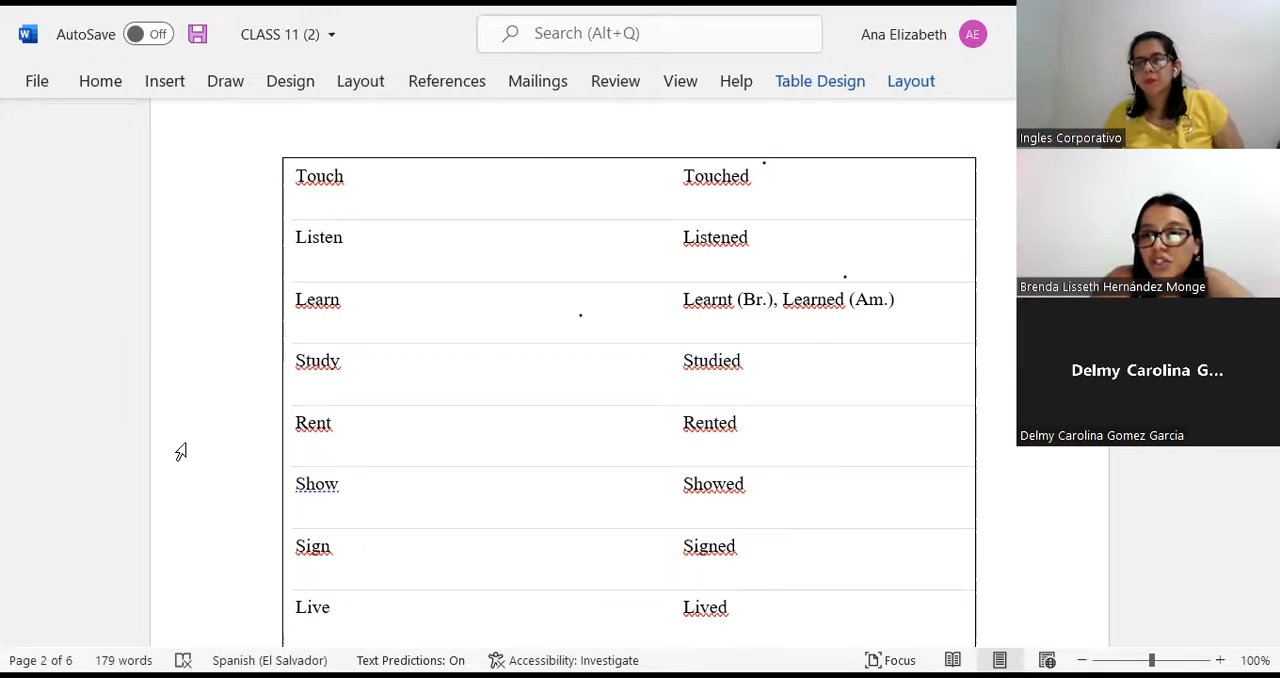 AutoSave Off CLASS 11 (2) Search (Alt+Q) Ana Elizabeth AE
File Home Insert Draw Design Layout References Mailings Review View Help Table Design Layout
Ingles Corporativo
Touch Touched
Listen Listened
Brenda Lisseth Hernández Monge
Learn Learnt (Br.), Learned (Am.)
Study Studied
Delmy Carolina G...
Rent Rented
Delmy Carolina Gomez Garcia
Show Showed
Sign Signed
Live Lived
Page 2 of 6 179 words Spanish (El Salvador) Text Predictions: On Accessibility: Investigate Focus 100%